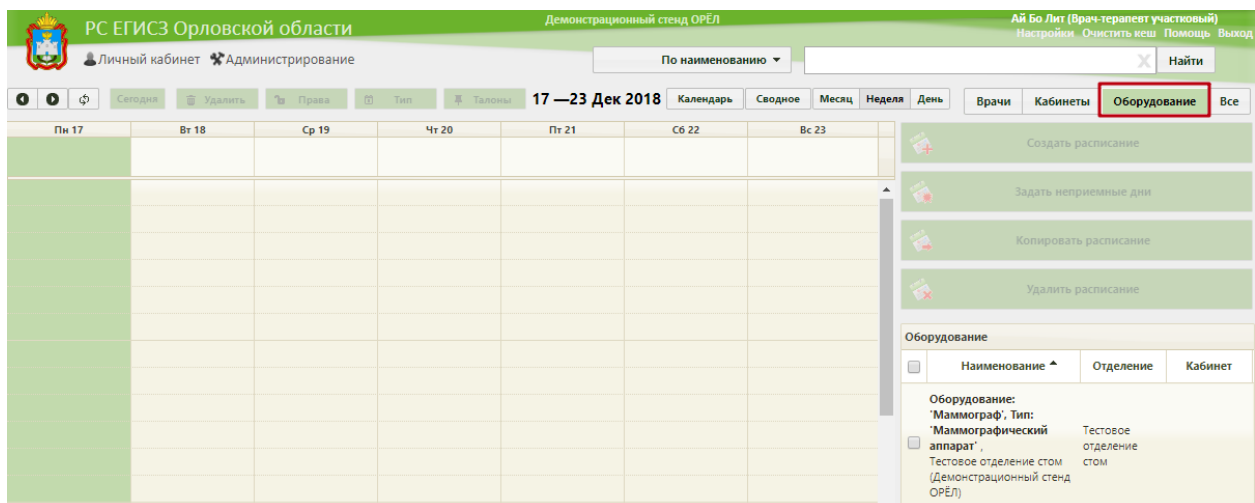 Демонстрационный стенд ОРЁЛ
Ай Бо Лит (Врач-терапевт участковый)
РС ЕГИСЗ Орловской области
Настройки Очистить кеш Помощь Выход
Личный кабинет Администрирование
По наименованию
X
Найти
Сегодня Удалить Права Тип Талоны 17 —23 Дек 2018 Календарь Сводное Месяц Неделя День Врачи Кабинеты Оборудование Все
Пн 17 Вт 18 Ср 19 Чт 20 Пт 21 Сб 22 Вс 23
Создать расписание
Задать неприемные дни
Копировать расписание
Удалить расписание
Оборудование
Наименование Отделение Кабинет
Оборудование:
'Маммограф', Тип:
'Маммографический
аппарат' ,
Тестовое отделение стом
(Демонстрационный стенд
ОРЁЛ)
Тестовое
отделение
стом